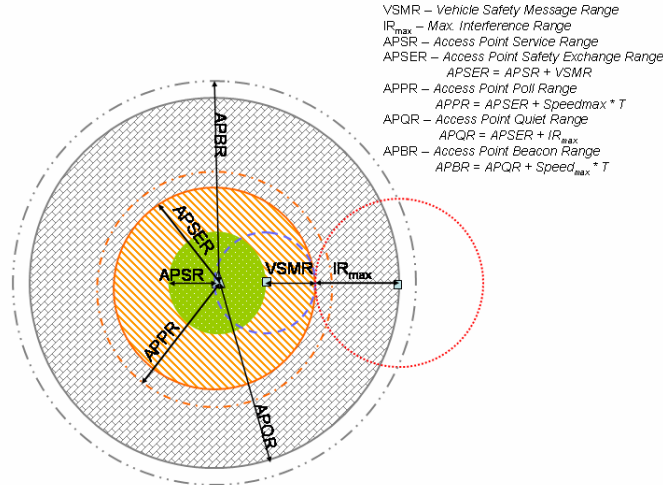 VSMR – Vehicle Safety Message Range
IRmax – Max. Interference Range
APSR – Access Point Service Range
APSER – Access Point Safety Exchange Range
APSER = APSR + VSMR
APPR – Access Point Poll Range
APPR = APSER + Speedmax * T
APQR – Access Point Quiet Range
APQR = APSER + IRmax
APBR – Access Point Beacon Range
APBR = APQR + Speedmax * T
APBR
APSER
APSR
VSMR
IRmax
APPR
APQR